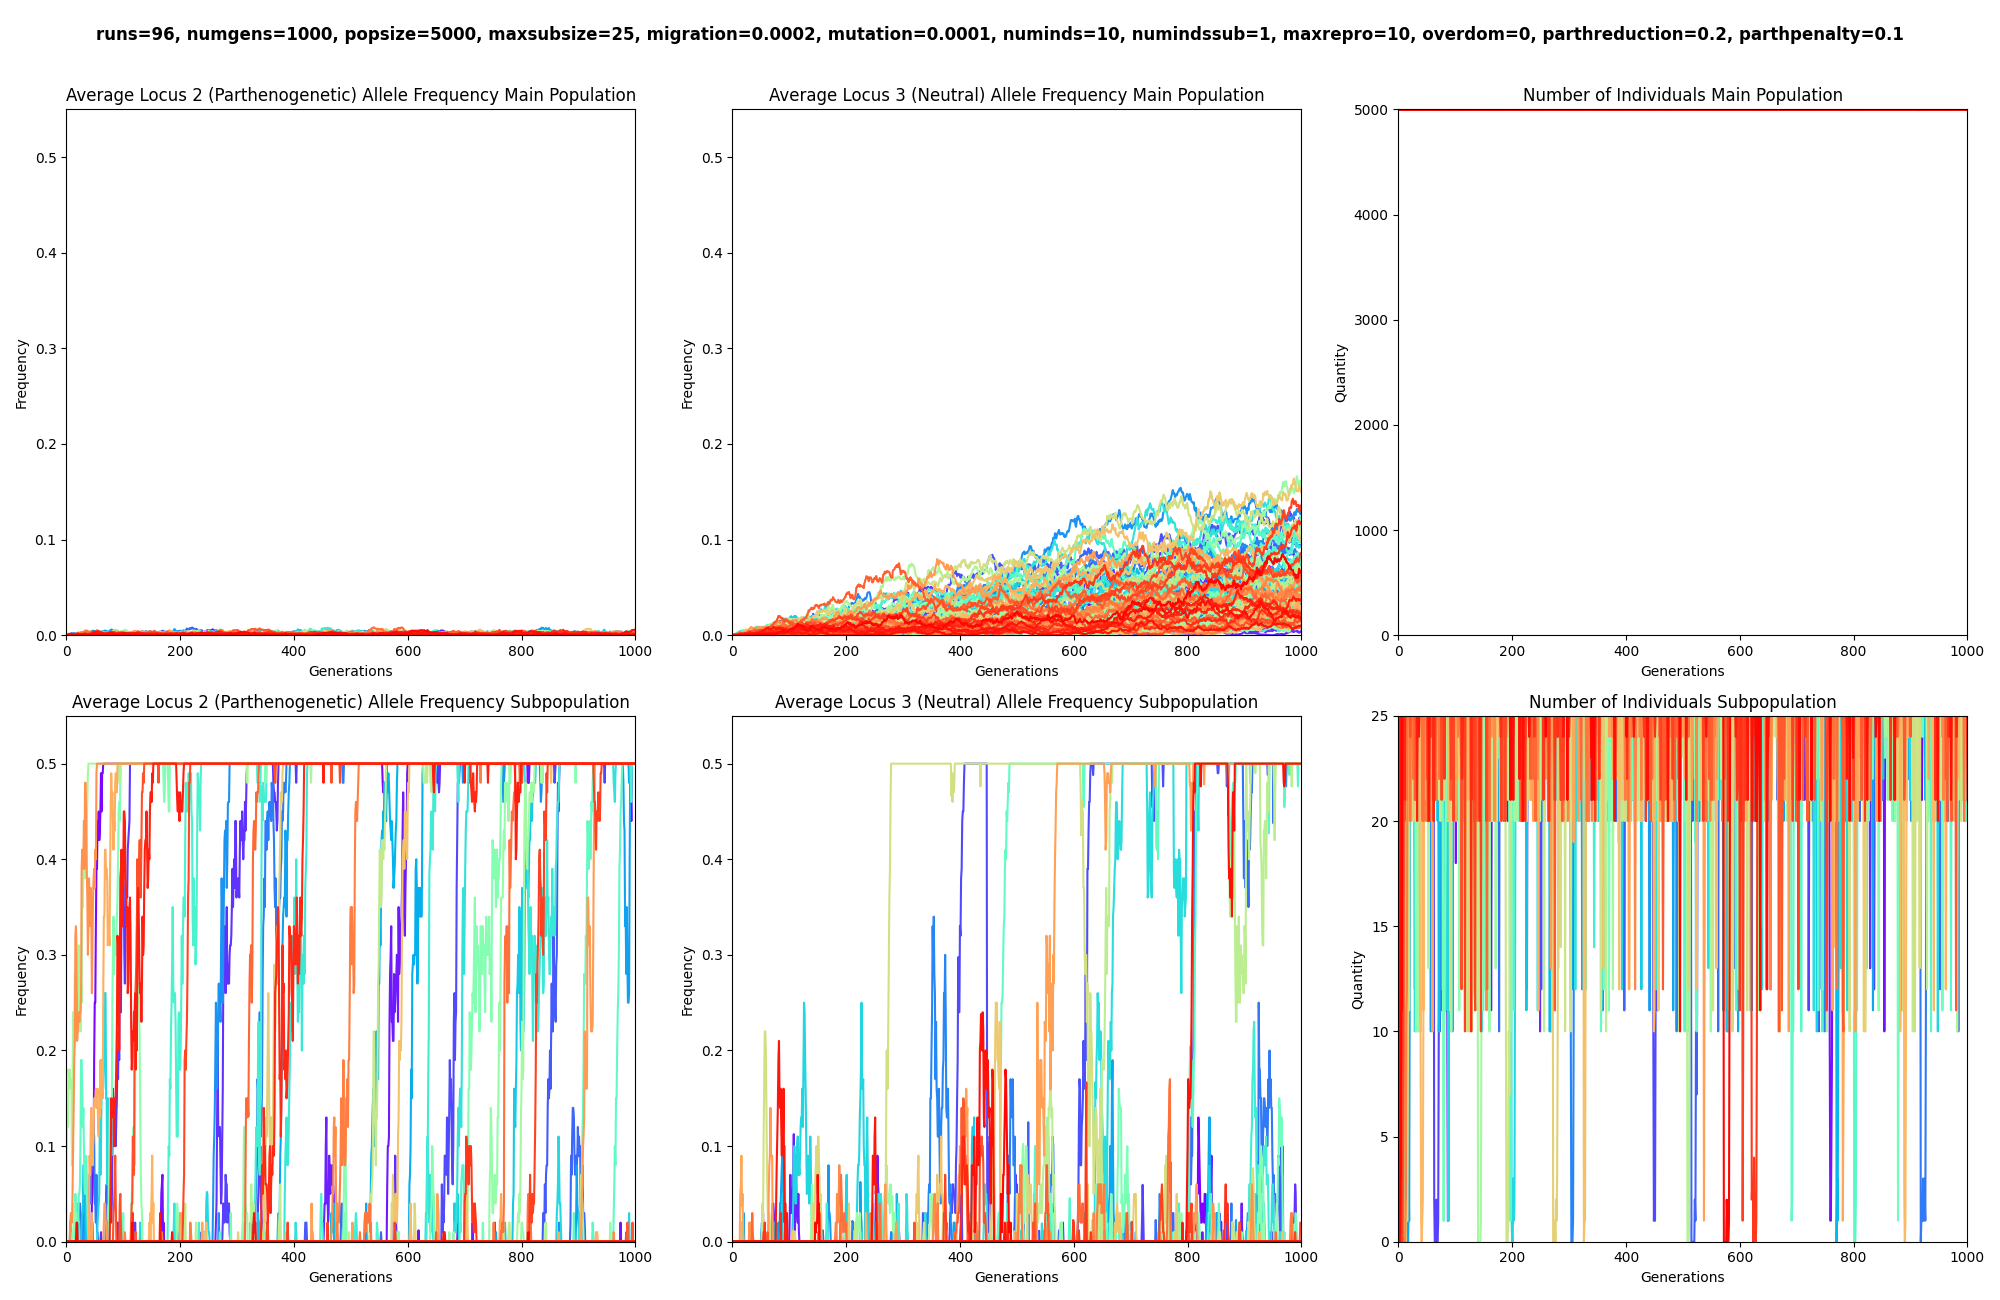 runs=96, numgens=1000, popsize=5000, maxsubsize=25, migration=0.0002, mutation=0.0001, numinds=10, numindssub=1, maxrepro=10, overdom=0, parthreduction=0.2, parthpenalty=0.1
Average Locus 2 (Parthenogenetic) Allele Frequency Main Population
Frequency
0.5
0.4
0.3
0.2
0.1
0.0
0 200 400 600 800 1000
Generations
Average Locus 3 (Neutral) Allele Frequency Main Population
Frequency
0.5
0.4
0.3
0.2
0.1
0.0
0 200 400 600 800 1000
Generations
Number of Individuals Main Population
Quantity
5000
4000
3000
2000
1000
0
0 200 400 600 800 1000
Generations
Average Locus 2 (Parthenogenetic) Allele Frequency Subpopulation
Frequency
0.5
0.4
0.3
0.2
0.1
0.0
0 200 400 600 800 1000
Generations
Average Locus 3 (Neutral) Allele Frequency Subpopulation
Frequency
0.5
0.4
0.3
0.2
0.1
0.0
0 200 400 600 800 1000
Generations
Number of Individuals Subpopulation
Quantity
25
20
15
10
5
0
0 200 400 600 800 1000
Generations